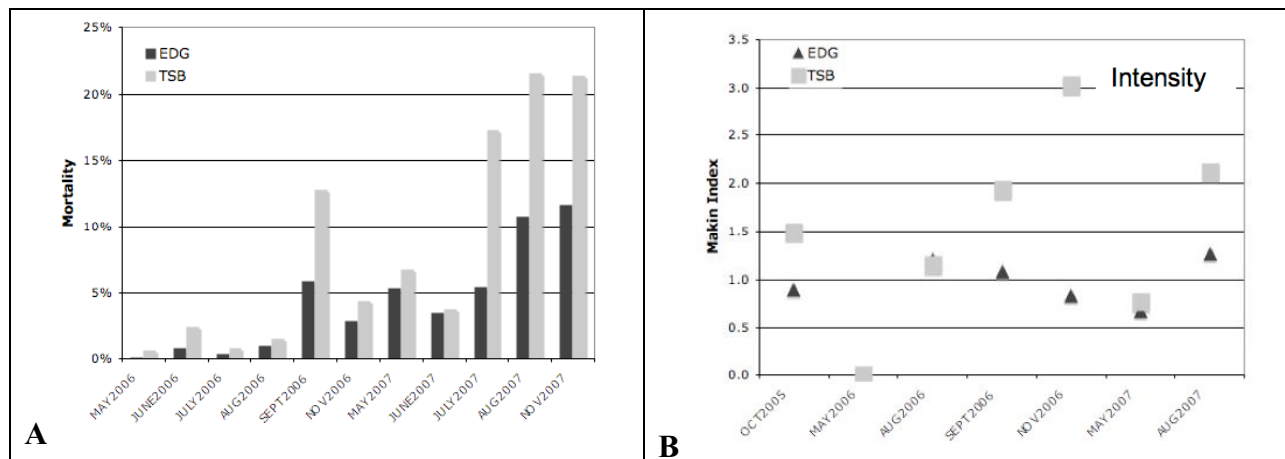 25%
20%
15%
10%
5%
0%
Mortality
EDG
TSB
MAY2006
JUNE2006
JULY2006
AUG2006
SEPT2006
NOV2006
MAY2007
JUNE2007
JULY2007
AUG2007
NOV2007
A
3.5
3.0
2.5
2.0
1.5
1.0
0.5
0.0
Makin Index
EDG
TSB
Intensity
OCT2005
MAY2006
AUG2006
SEPT2006
NOV2006
MAY2007
AUG2007
B